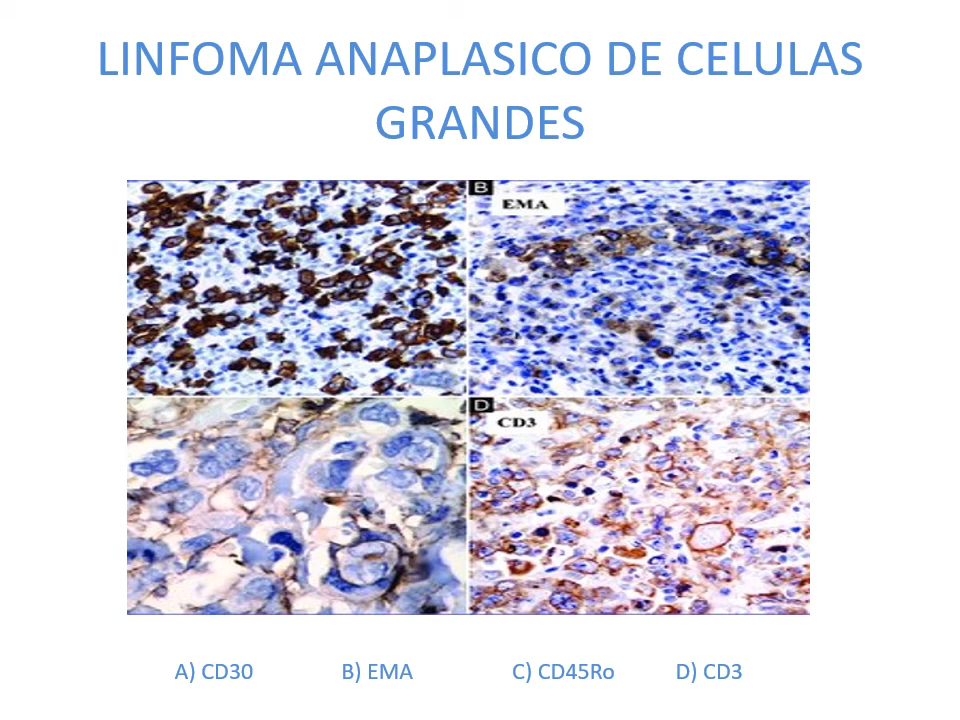 LINFOMA ANAPLASICO DE CELULAS
GRANDES
B
EMA
D
CD3
A) CD30 B) EMA C) CD45Ro D) CD3